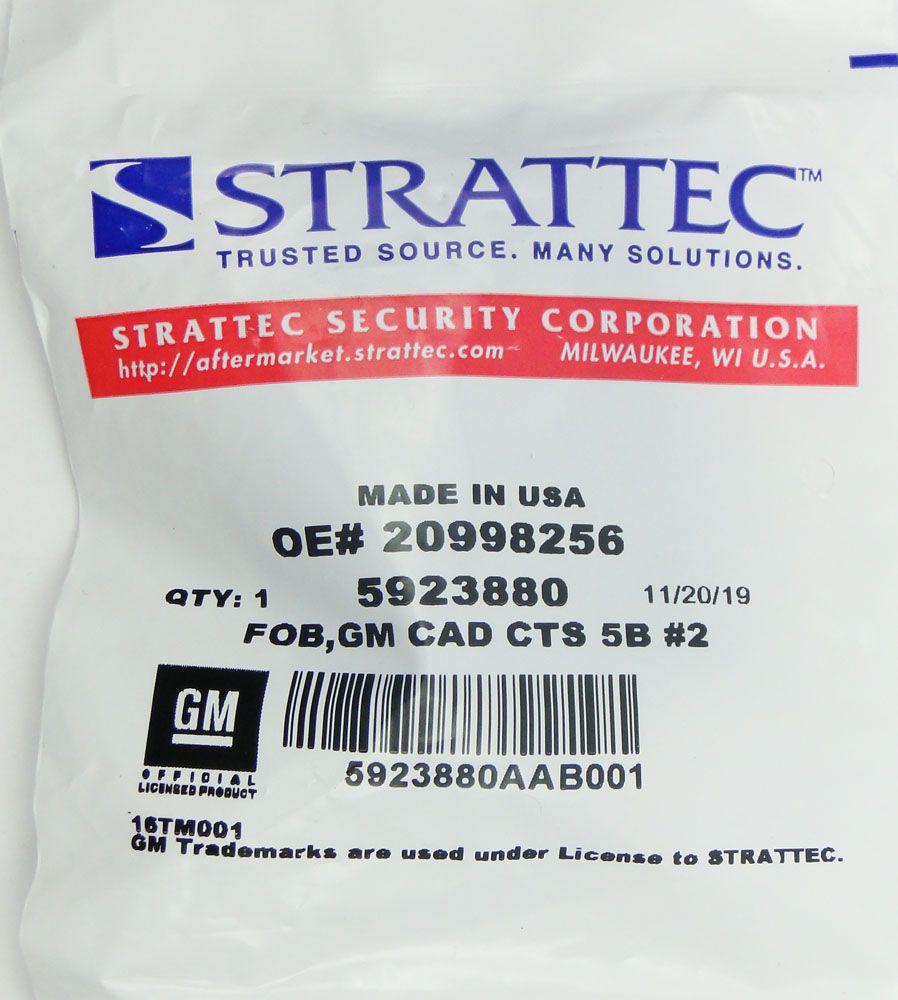 STRATTEC™
TRUSTED SOURCE. MANY SOLUTIONS.
STRATTEC SECURITY CORPORATION
http://aftermarket.strattec.com MILWAUKEE, WI U.S.A.
MADE IN USA
OE# 20998256
QTY: 1 5923880 11/20/19
FOB,GM CAD CTS 5B #2
GM
OFFICIAL
LICENSED PRODUCT
5923880AAB001
16TM001
GM Trademarks are used under License to STRATTEC.